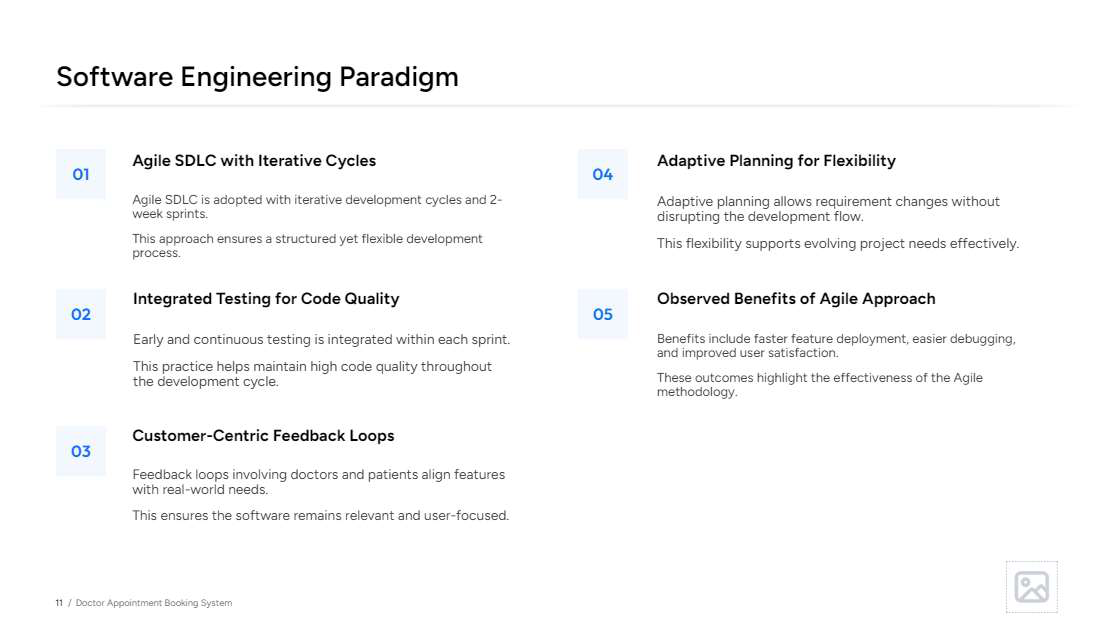 Software Engineering Paradigm
01
Agile SDLC with Iterative Cycles
Agile SDLC is adopted with iterative development cycles and 2-
week sprints.
This approach ensures a structured yet flexible development
process.
02
Integrated Testing for Code Quality
Early and continuous testing is integrated within each sprint.
This practice helps maintain high code quality throughout
the development cycle.
03
Customer-Centric Feedback Loops
Feedback loops involving doctors and patients align features
with real-world needs.
This ensures the software remains relevant and user-focused.
04
Adaptive Planning for Flexibility
Adaptive planning allows requirement changes without
disrupting the development flow.
This flexibility supports evolving project needs effectively.
05
Observed Benefits of Agile Approach
Benefits include faster feature deployment, easier debugging,
and improved user satisfaction.
These outcomes highlight the effectiveness of the Agile
methodology.
11 / Doctor Appointment Booking System